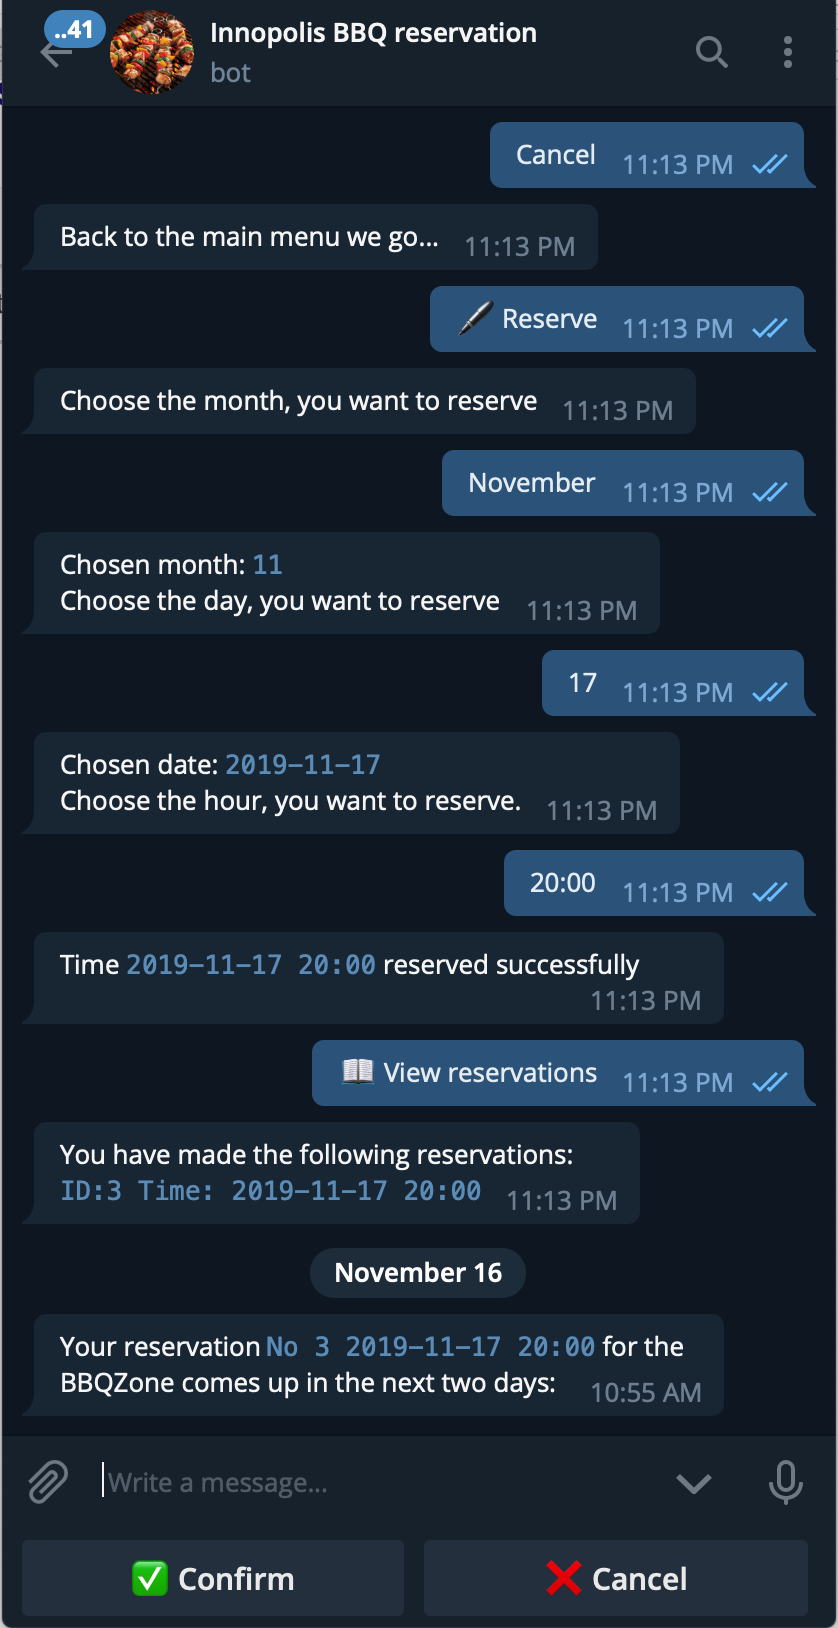 ..41
Innopolis BBQ reservation
bot
Cancel 11:13 PM
Back to the main menu we go... 11:13 PM
Reserve 11:13 PM
Choose the month, you want to reserve 11:13 PM
November 11:13 PM
Chosen month: 11
Choose the day, you want to reserve 11:13 PM
17 11:13 PM
Chosen date: 2019-11-17
Choose the hour, you want to reserve. 11:13 PM
20:00 11:13 PM
Time 2019-11-17 20:00 reserved successfully
11:13 PM
View reservations 11:13 PM
You have made the following reservations:
ID:3 Time: 2019-11-17 20:00 11:13 PM
November 16
Your reservation No 3 2019-11-17 20:00 for the
BBQZone comes up in the next two days: 10:55 AM
Write a message...
Confirm Cancel